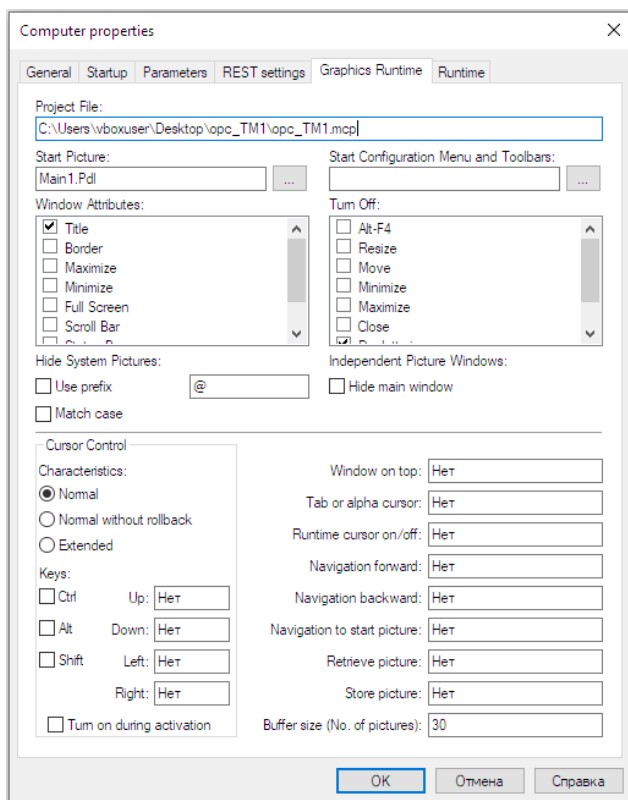 Computer properties
General Startup Parameters REST settings Graphics Runtime Runtime
Project File:
C:\Users\vboxuser\Desktop\opc_TM1\opc_TM1.mcp
Start Picture: Start Configuration Menu and Toolbars:
Main1.Pdl ... ...
Window Attributes: Turn Off:
Title Alt-F4
Border Resize
Maximize Move
Minimize Minimize
Full Screen Maximize
Scroll Bar Close
Hide System Pictures: Independent Picture Windows:
Use prefix @ Hide main window
Match case
Cursor Control
Characteristics: Window on top: Нет
Normal Tab or alpha cursor: Нет
Normal without rollback Runtime cursor on/off: Нет
Extended
Keys: Navigation forward: Нет
Ctrl Up: Нет Navigation backward: Нет
Alt Down: Нет Navigation to start picture: Нет
Shift Left: Нет Retrieve picture: Нет
Right: Нет Store picture: Нет
Turn on during activation Buffer size (No. of pictures): 30
OK Отмена Справка